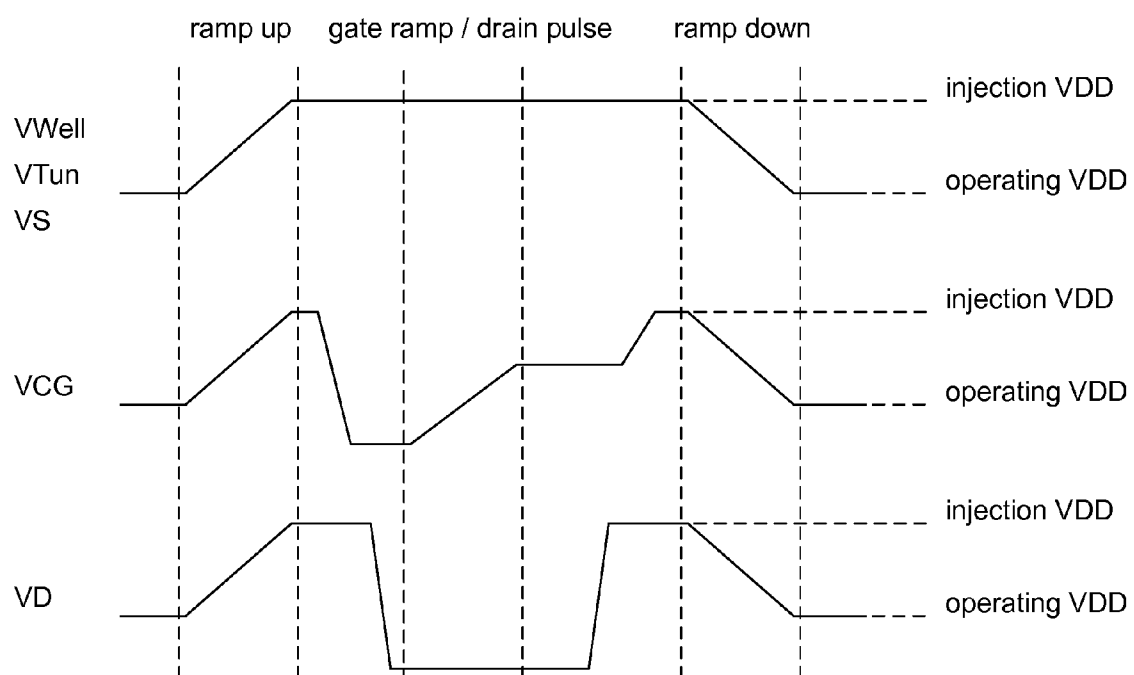 ramp up
gate ramp / drain pulse
ramp down
injection VDD
VWell
VTun
operating VDD
VS
injection VDD
VCG
operating VDD
injection VDD
VD
operating VDD